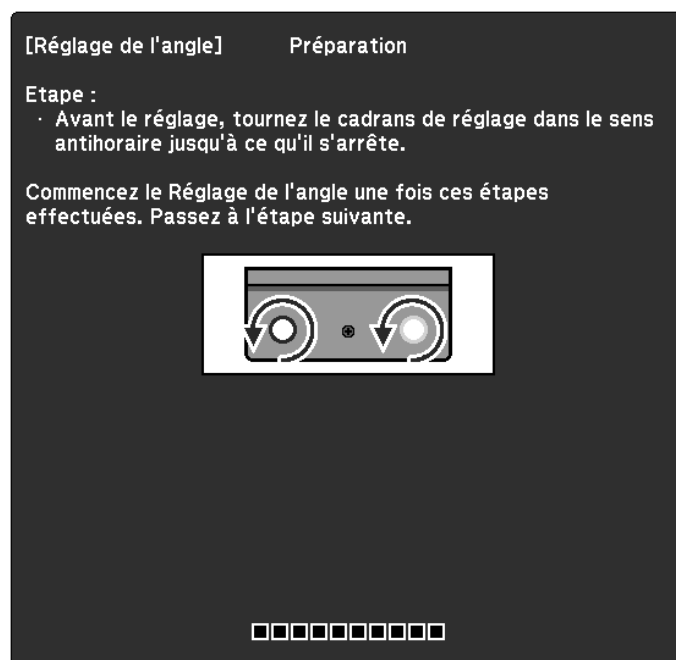 [Réglage de l'angle] Préparation
Etape :
· Avant le réglage, tournez le cadrans de réglage dans le sens
antihoraire jusqu'à ce qu'il s'arrête.
Commencez le Réglage de l'angle une fois ces étapes
effectuées. Passez à l'étape suivante.